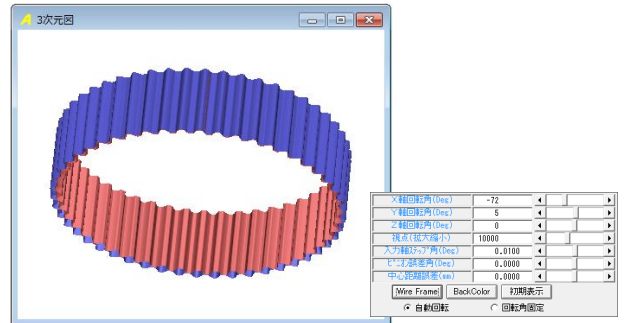 3次元図
X軸回転角(Deg) -72
Y軸回転角(Deg) 5
Z軸回転角(Deg) 0
視点(拡大縮小) 10000
入力軸ステップ角(Deg) 0.0100
ピニオン誤差角(Deg) 0.0000
中心距離誤差(mm) 0.0000
Wire Frame BackColor 初期表示
自動回転 回転角固定